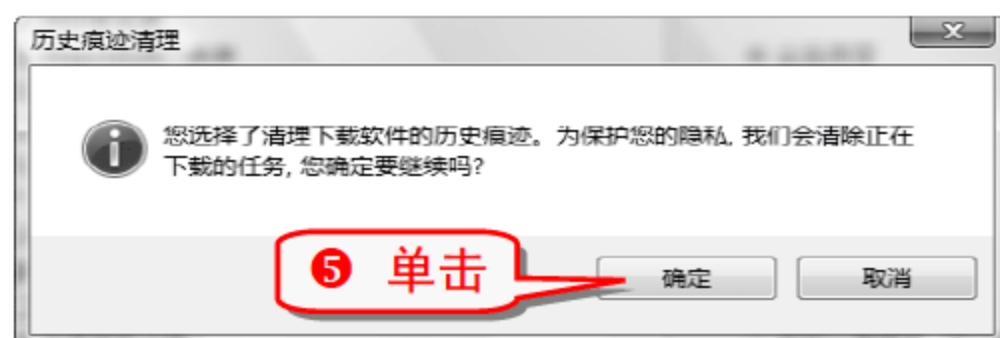 历史痕迹清理
您选择了清理下载软件的历史痕迹。为保护您的隐私, 我们会清除正在
下载的任务, 您确定要继续吗?
❺ 单击
确定
取消